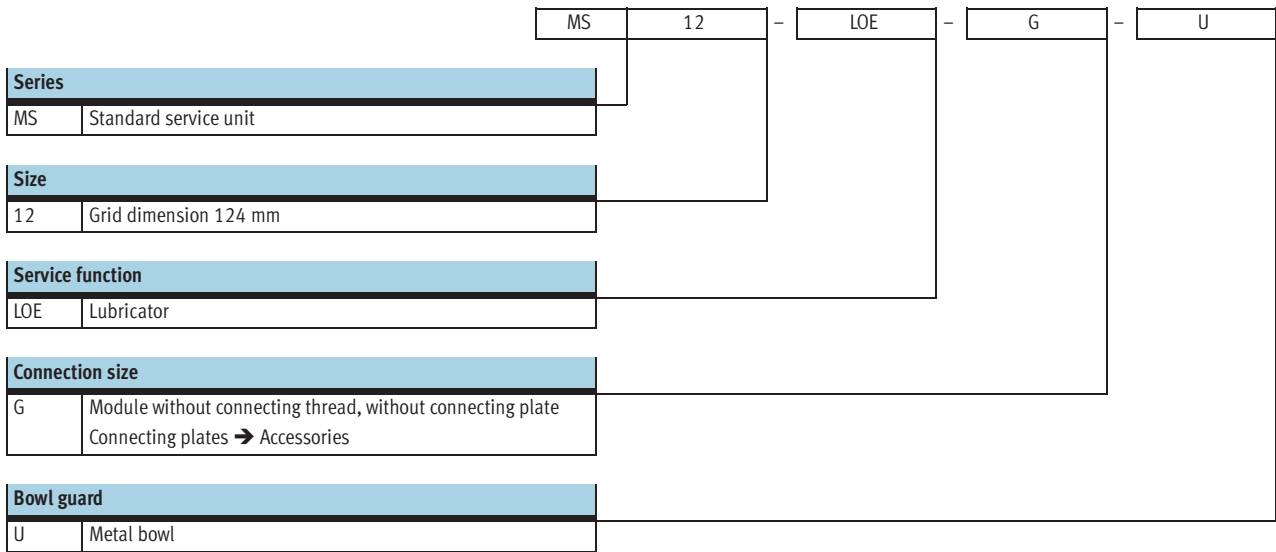 MS 12 – LOE – G – U
Series
MS Standard service unit
Size
12 Grid dimension 124 mm
Service function
LOE Lubricator
Connection size
G Module without connecting thread, without connecting plate
Connecting plates ➔ Accessories
Bowl guard
U Metal bowl